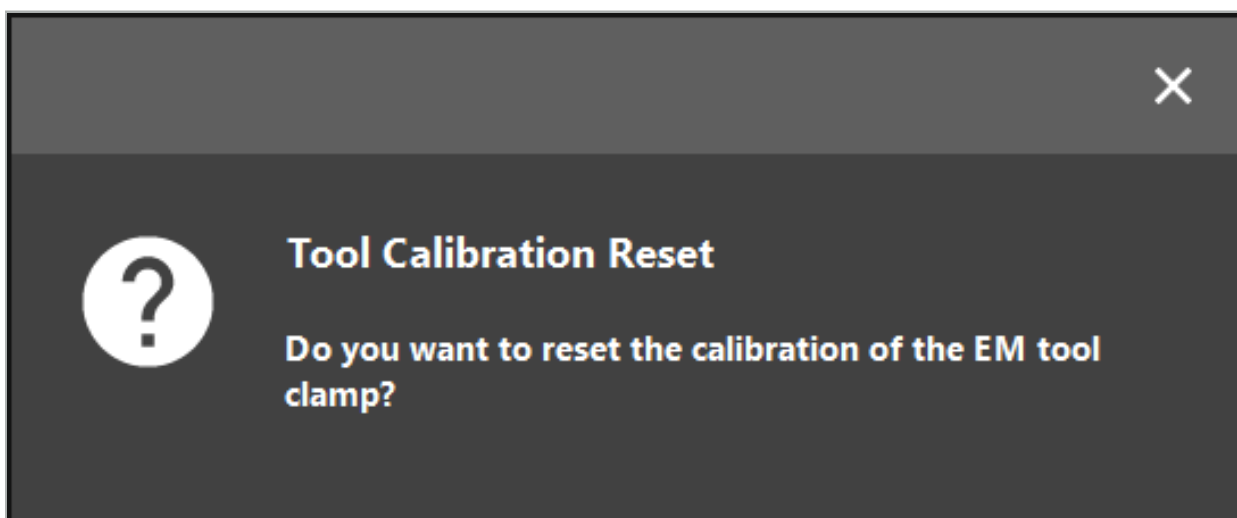 Tool Calibration Reset
Do you want to reset the calibration of the EM tool
clamp?